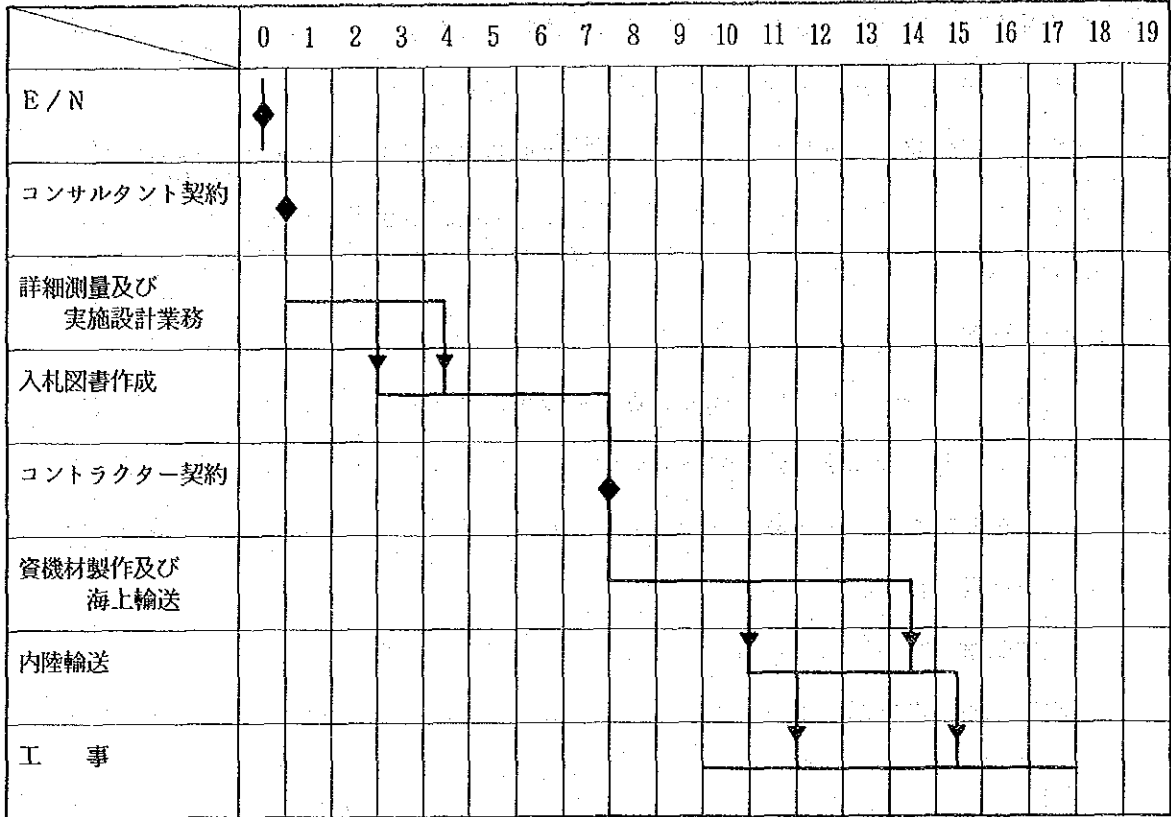 0 1 2 3 4 5 6 7 8 9 10 11 12 13 14 15 16 17 18 19
E/N
コンサルタント契約
詳細測量及び
実施設計業務
入札図書作成
コントラクター契約
資機材製作及び
海上輸送
内陸輸送
工 事